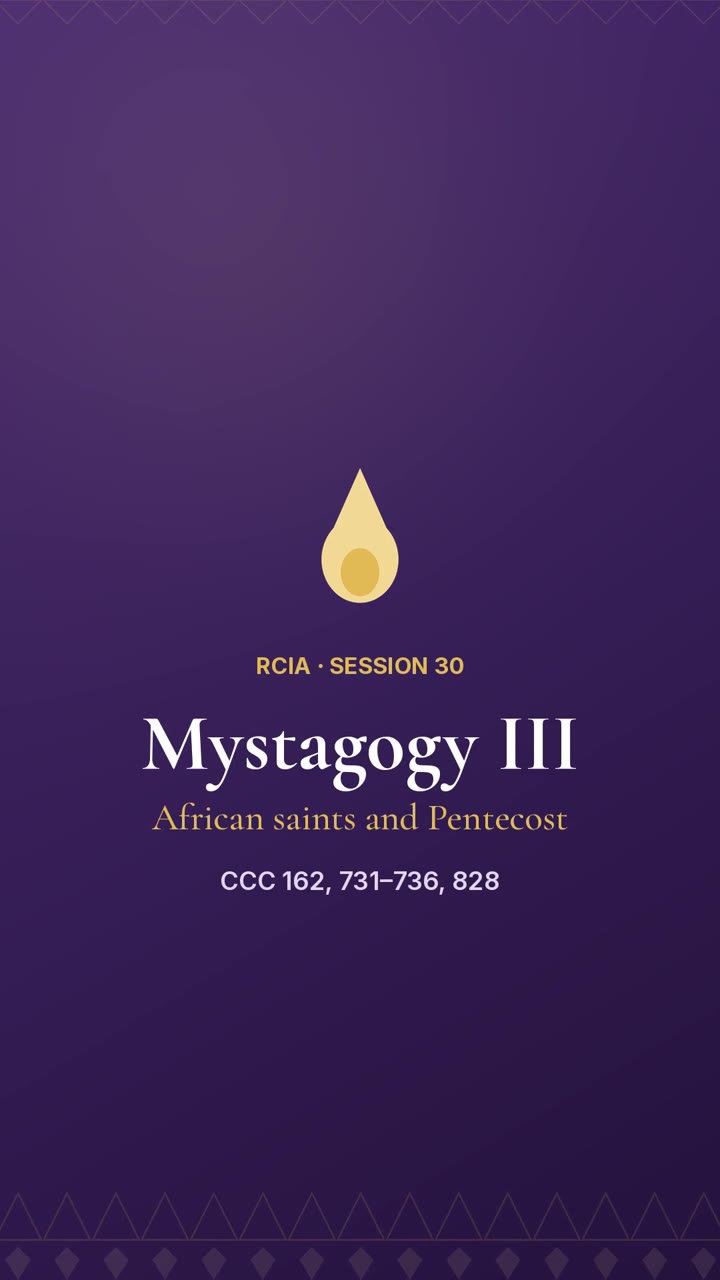 RCIA · SESSION 30
Mystagogy III
African saints and Pentecost
CCC 162, 731–736, 828